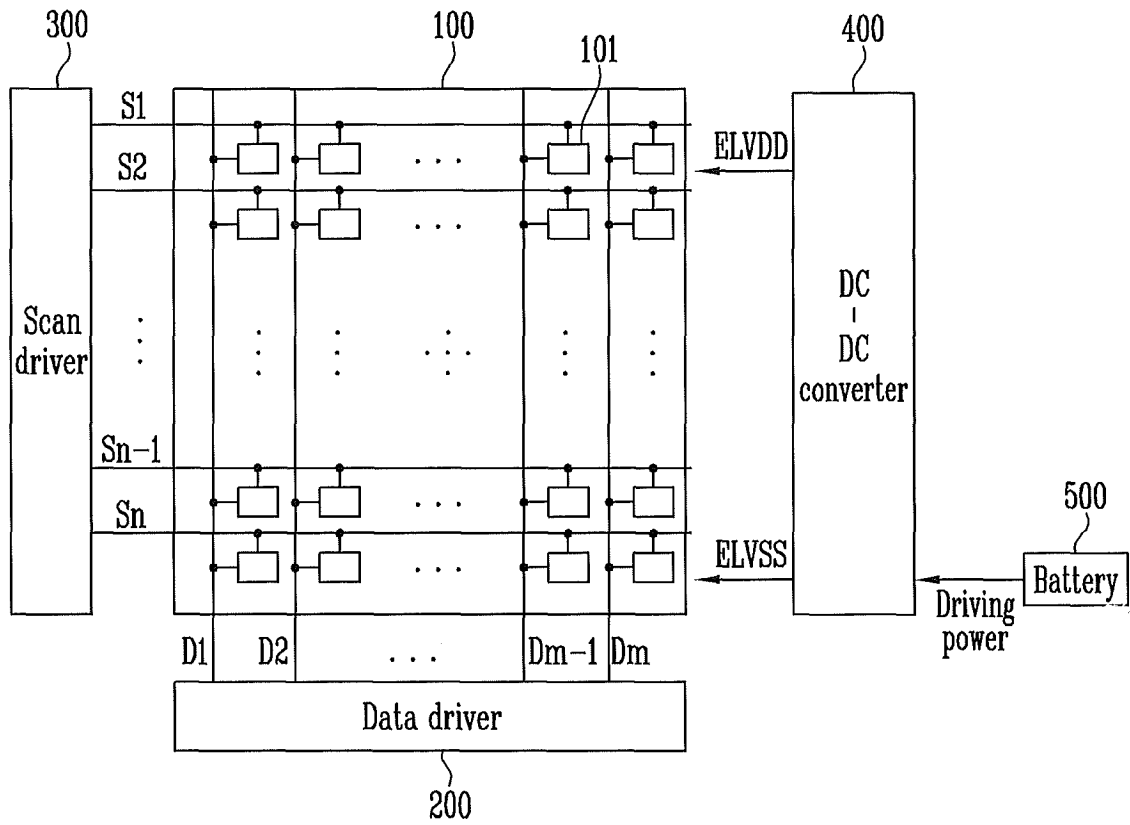 300
100
101
400
S1
S2
ELVDD
Scan
driver
DC
-
DC
converter
Sn-1
Sn
ELVSS
500
Battery
Driving
power
D1
D2
Dm-1
Dm
Data driver
200